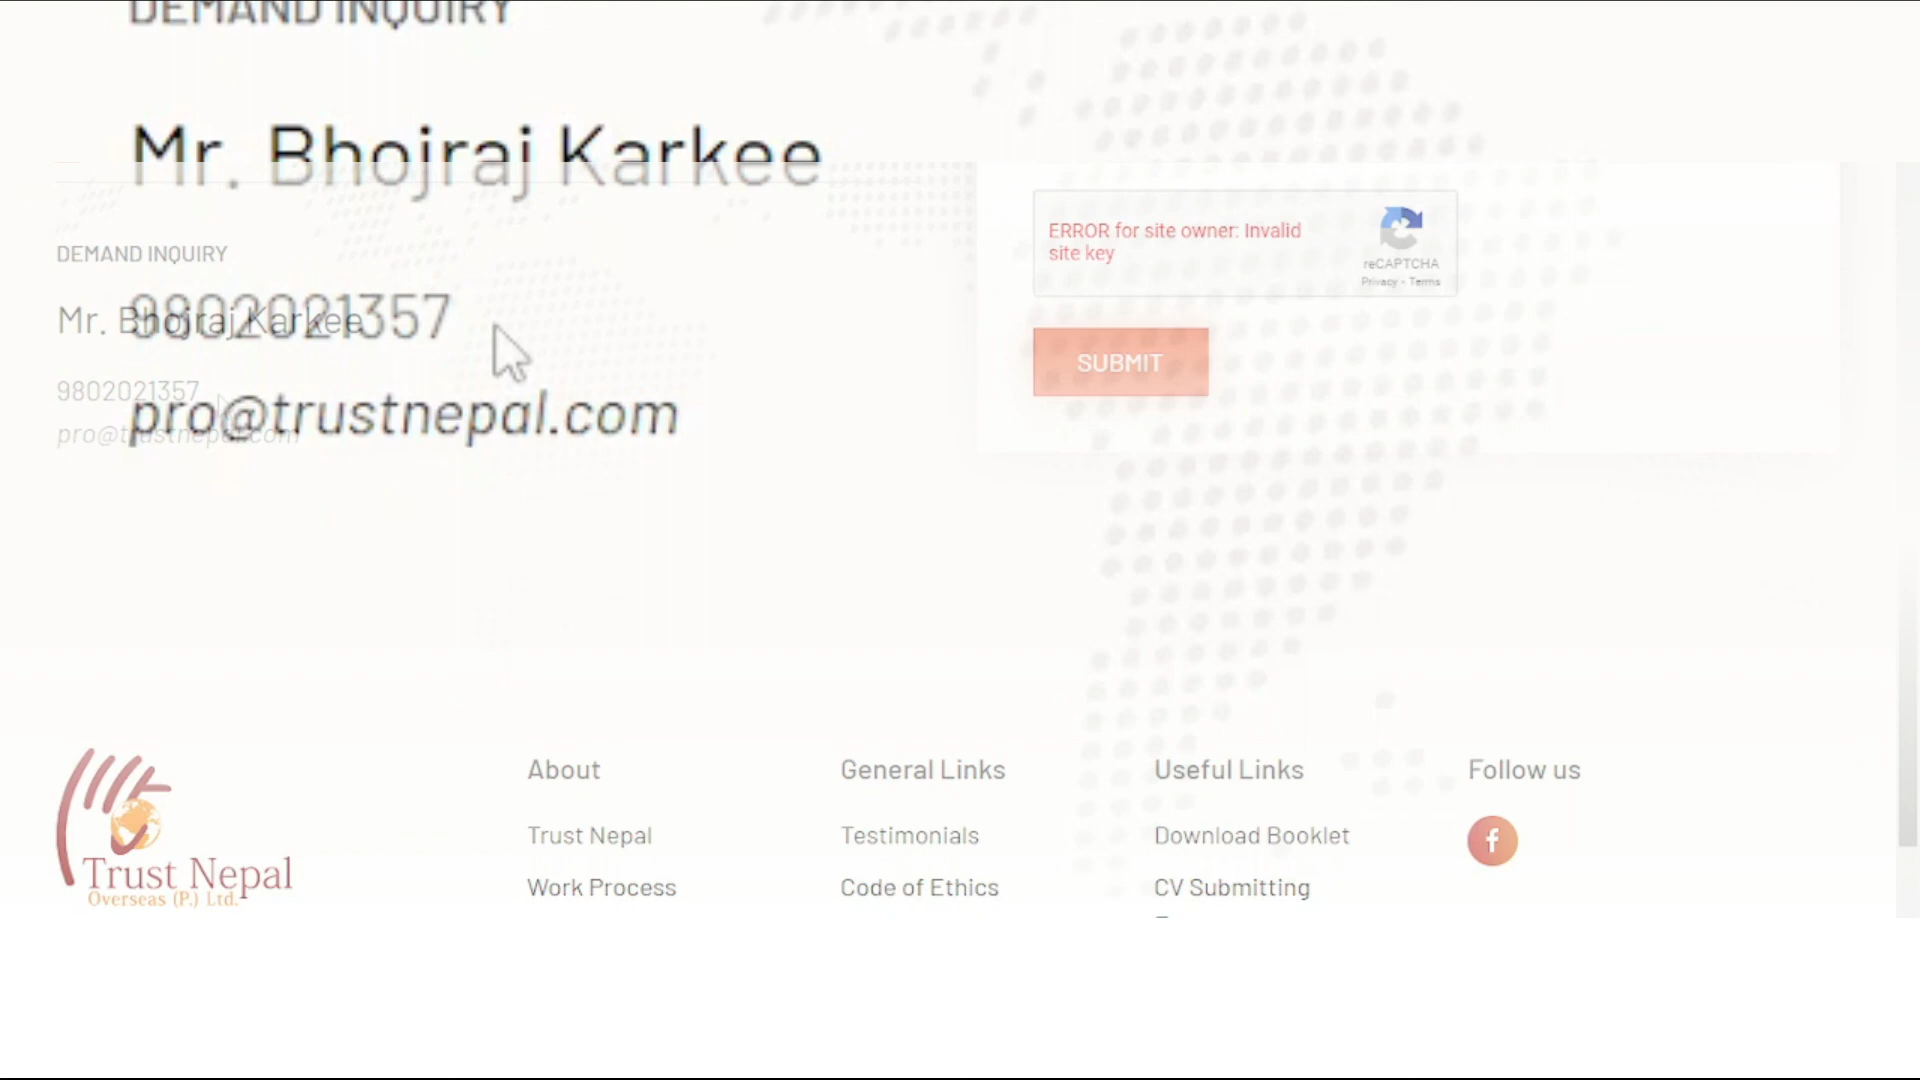 DEMAND INQUIRY
Mr. Bhojraj Karkee
9802021357
pro@trustnepal.com
DEMAND INQUIRY
Mr. Bhojraj Karkee
9802021357
pro@trustnepal.com
ERROR for site owner: Invalid
site key
reCAPTCHA
Privacy - Terms
SUBMIT
Trust Nepal
Overseas (P.) Ltd.
About
Trust Nepal
Work Process
General Links
Testimonials
Code of Ethics
Useful Links
Download Booklet
CV Submitting
Follow us